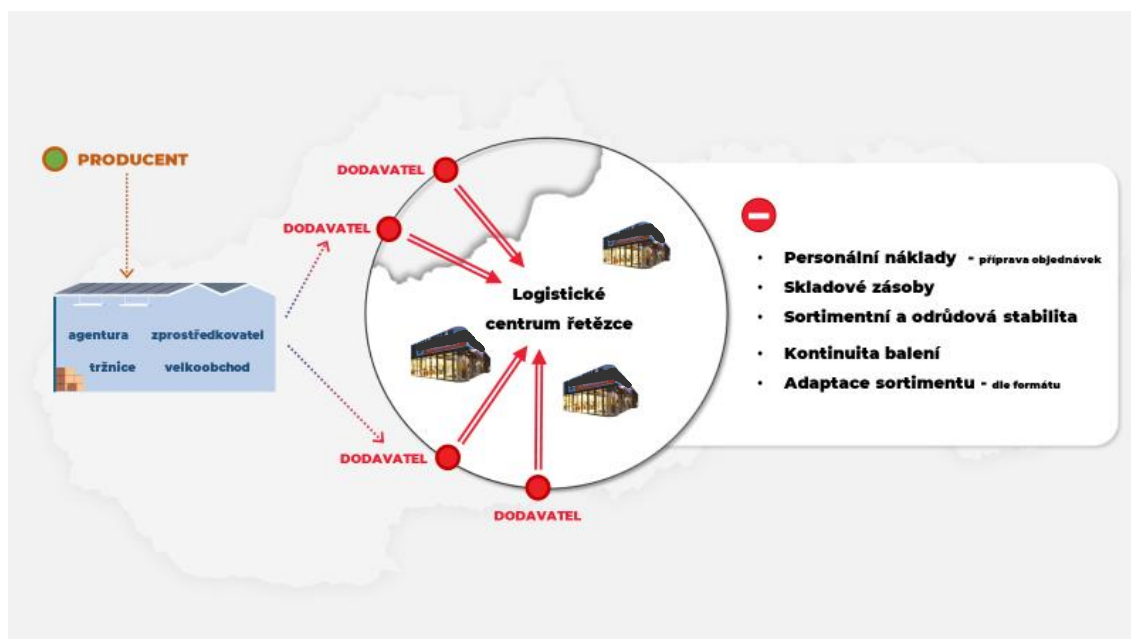 PRODUCENT
agentura zprostředkovatel
tržnice velkoobchod
DODAVATEL
DODAVATEL
DODAVATEL
DODAVATEL
Logistické
centrum řetězce
• Personální náklady - příprava objednávek
• Skladové zásoby
• Sortimentní a odrůdová stabilita
• Kontinuita balení
• Adaptace sortimentu - dle formátu